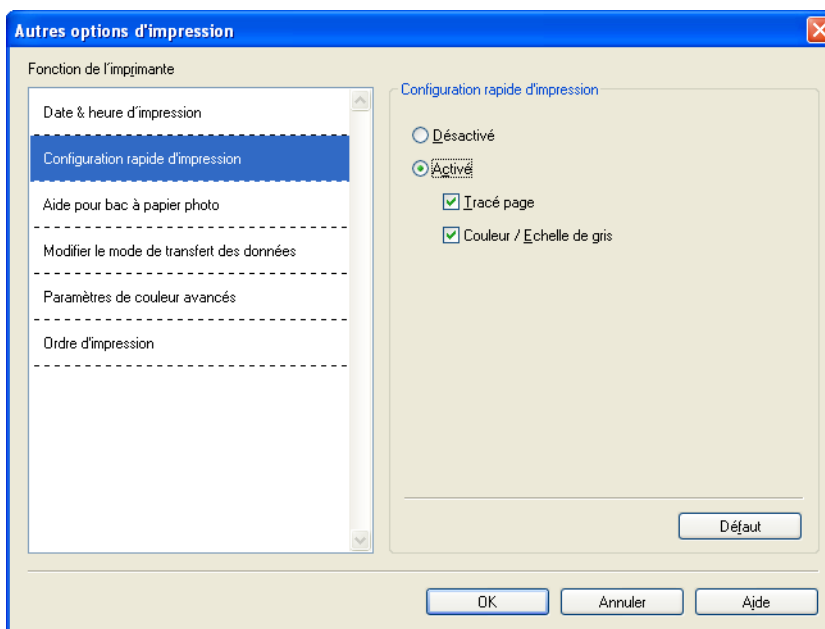 Autres options d'impression
Fonction de l'imprimante
Date & heure d'impression
Configuration rapide d'impression
Aide pour bac à papier photo
Modifier le mode de transfert des données
Paramètres de couleur avancés
Ordre d'impression
Configuration rapide d'impression
Désactivé
Activé
Tracé page
Couleur / Echelle de gris
Défaut
OK
Annuler
Aide